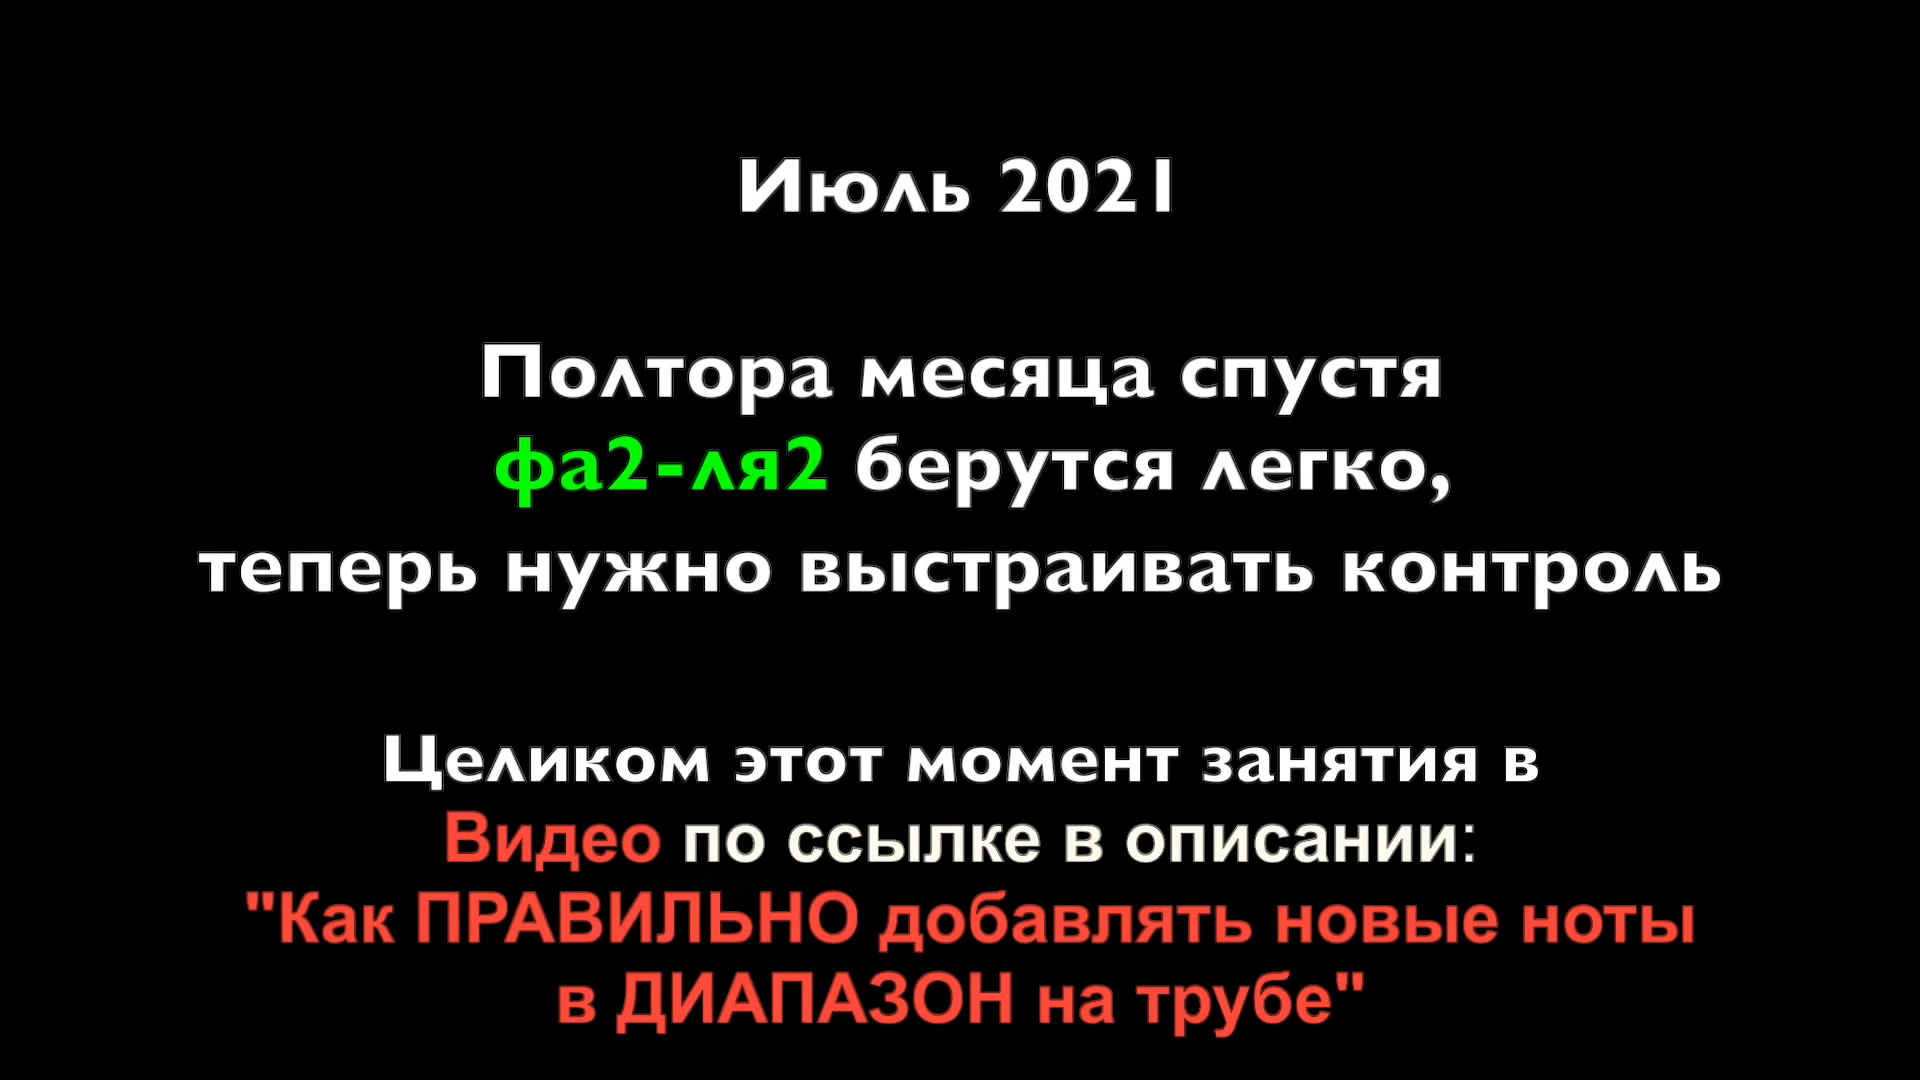 Июль 2021
Полтора месяца спустя
фа2-ля2 берутся легко,
теперь нужно выстраивать контроль
Целиком этот момент занятия в
Видео по ссылке в описании:
"Как ПРАВИЛЬНО добавлять новые ноты
в ДИАПАЗОН на трубе"